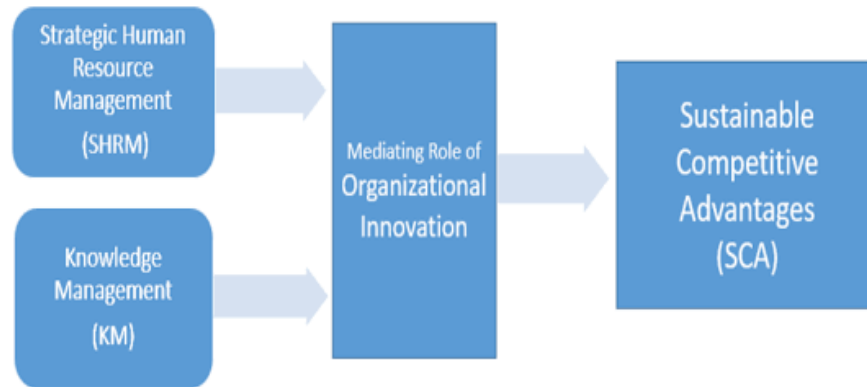 Strategic Human
Resource
Management
(SHRM)
Knowledge
Management
(KM)
Mediating Role of
Organizational
Innovation
Sustainable
Competitive
Advantages
(SCA)